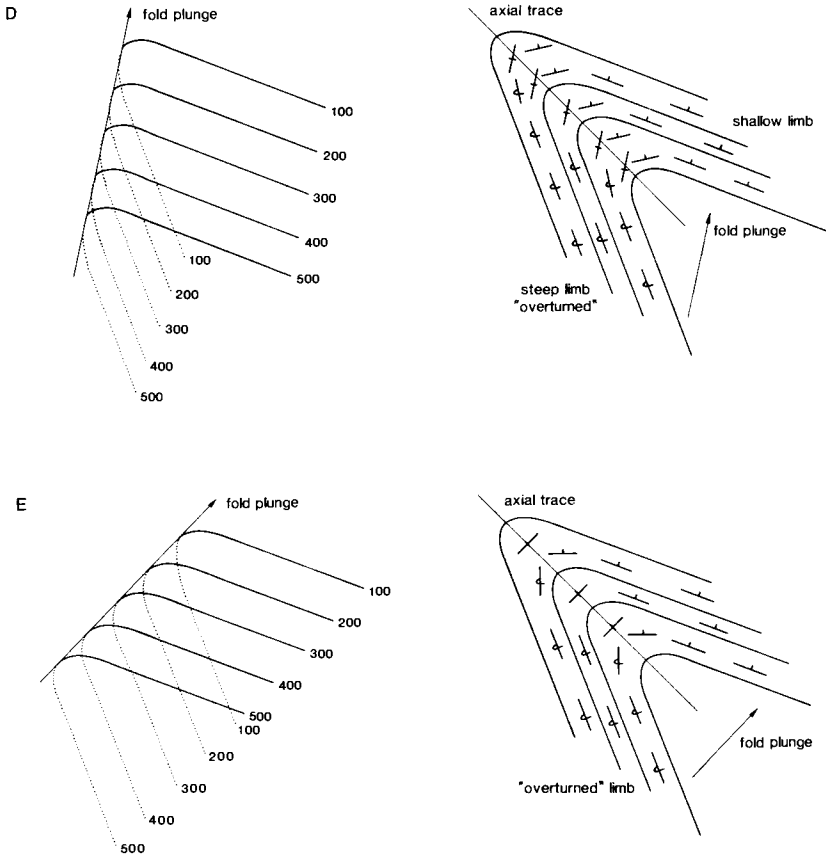 D
fold plunge
100
200
300
400
500
100
200
300
400
500
axial trace
shallow limb
fold plunge
steep limb
"overturned"
E
fold plunge
100
200
300
400
500
100
200
300
400
500
axial trace
fold plunge
"overturned" limb